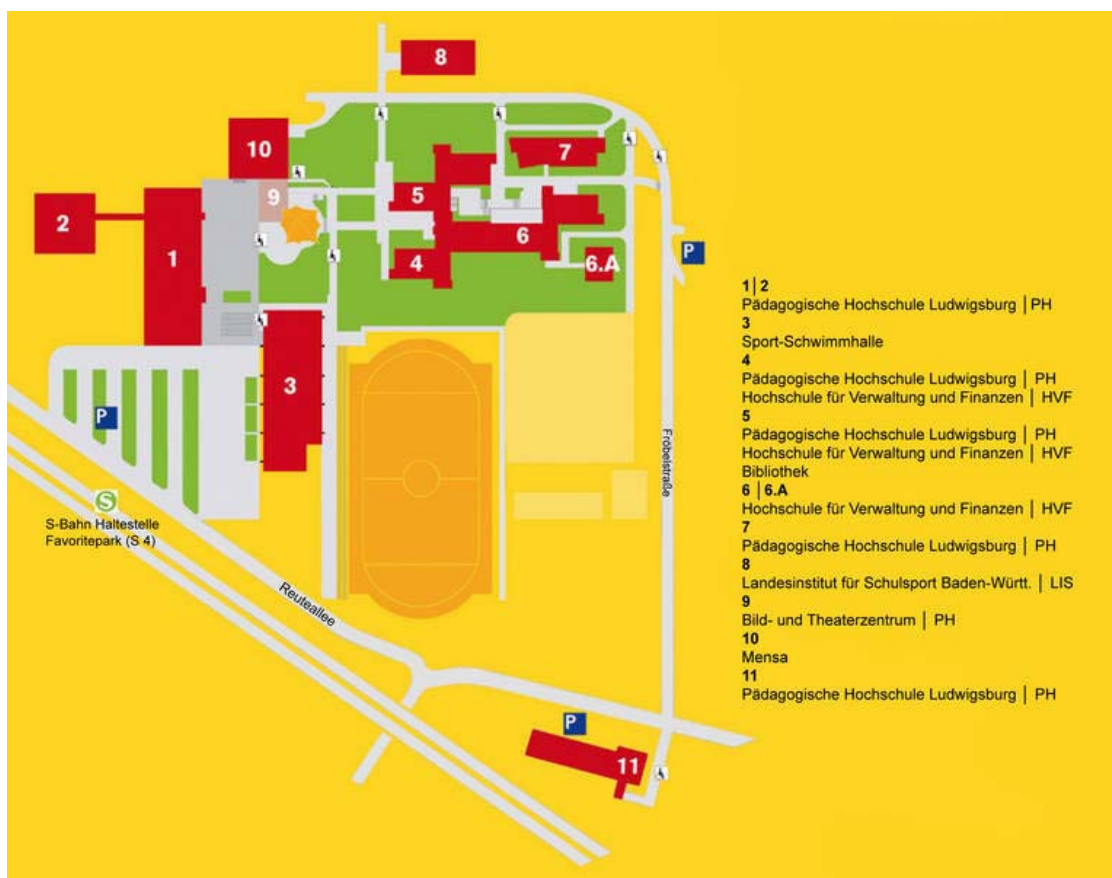 8
10
7
9
5
2
6
1
4
6.A
P
3
P
Fröbelstraße
S
S-Bahn Haltestelle
Favoritepark (S 4)
Reuteallee
P
11
1 | 2
Pädagogische Hochschule Ludwigsburg | PH
3
Sport-Schwimmhalle
4
Pädagogische Hochschule Ludwigsburg | PH
Hochschule für Verwaltung und Finanzen | HVF
5
Pädagogische Hochschule Ludwigsburg | PH
Hochschule für Verwaltung und Finanzen | HVF
Bibliothek
6 | 6.A
Hochschule für Verwaltung und Finanzen | HVF
7
Pädagogische Hochschule Ludwigsburg | PH
8
Landesinstitut für Schulsport Baden-Württ. | LIS
9
Bild- und Theaterzentrum | PH
10
Mensa
11
Pädagogische Hochschule Ludwigsburg | PH